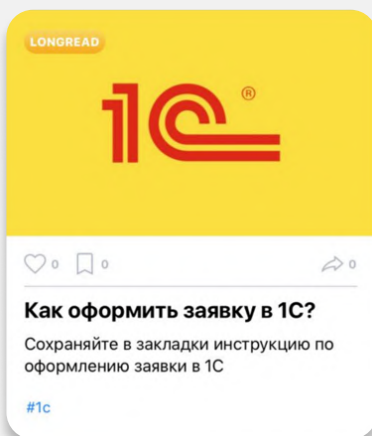 LONGREAD
1С®
0 0 0
Как оформить заявку в 1С?
Сохраняйте в закладки инструкцию по
оформлению заявки в 1С
#1с